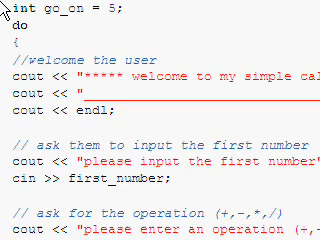 int go_on = 5;
do
{
//welcome the user
cout << "***** welcome to my simple cal
cout << "______________________________
cout << endl;
// ask them to input the first number
cout << "please input the first number"
cin >> first_number;
// ask for the operation (+,-,*,/)
cout << "please enter an operation (+,-